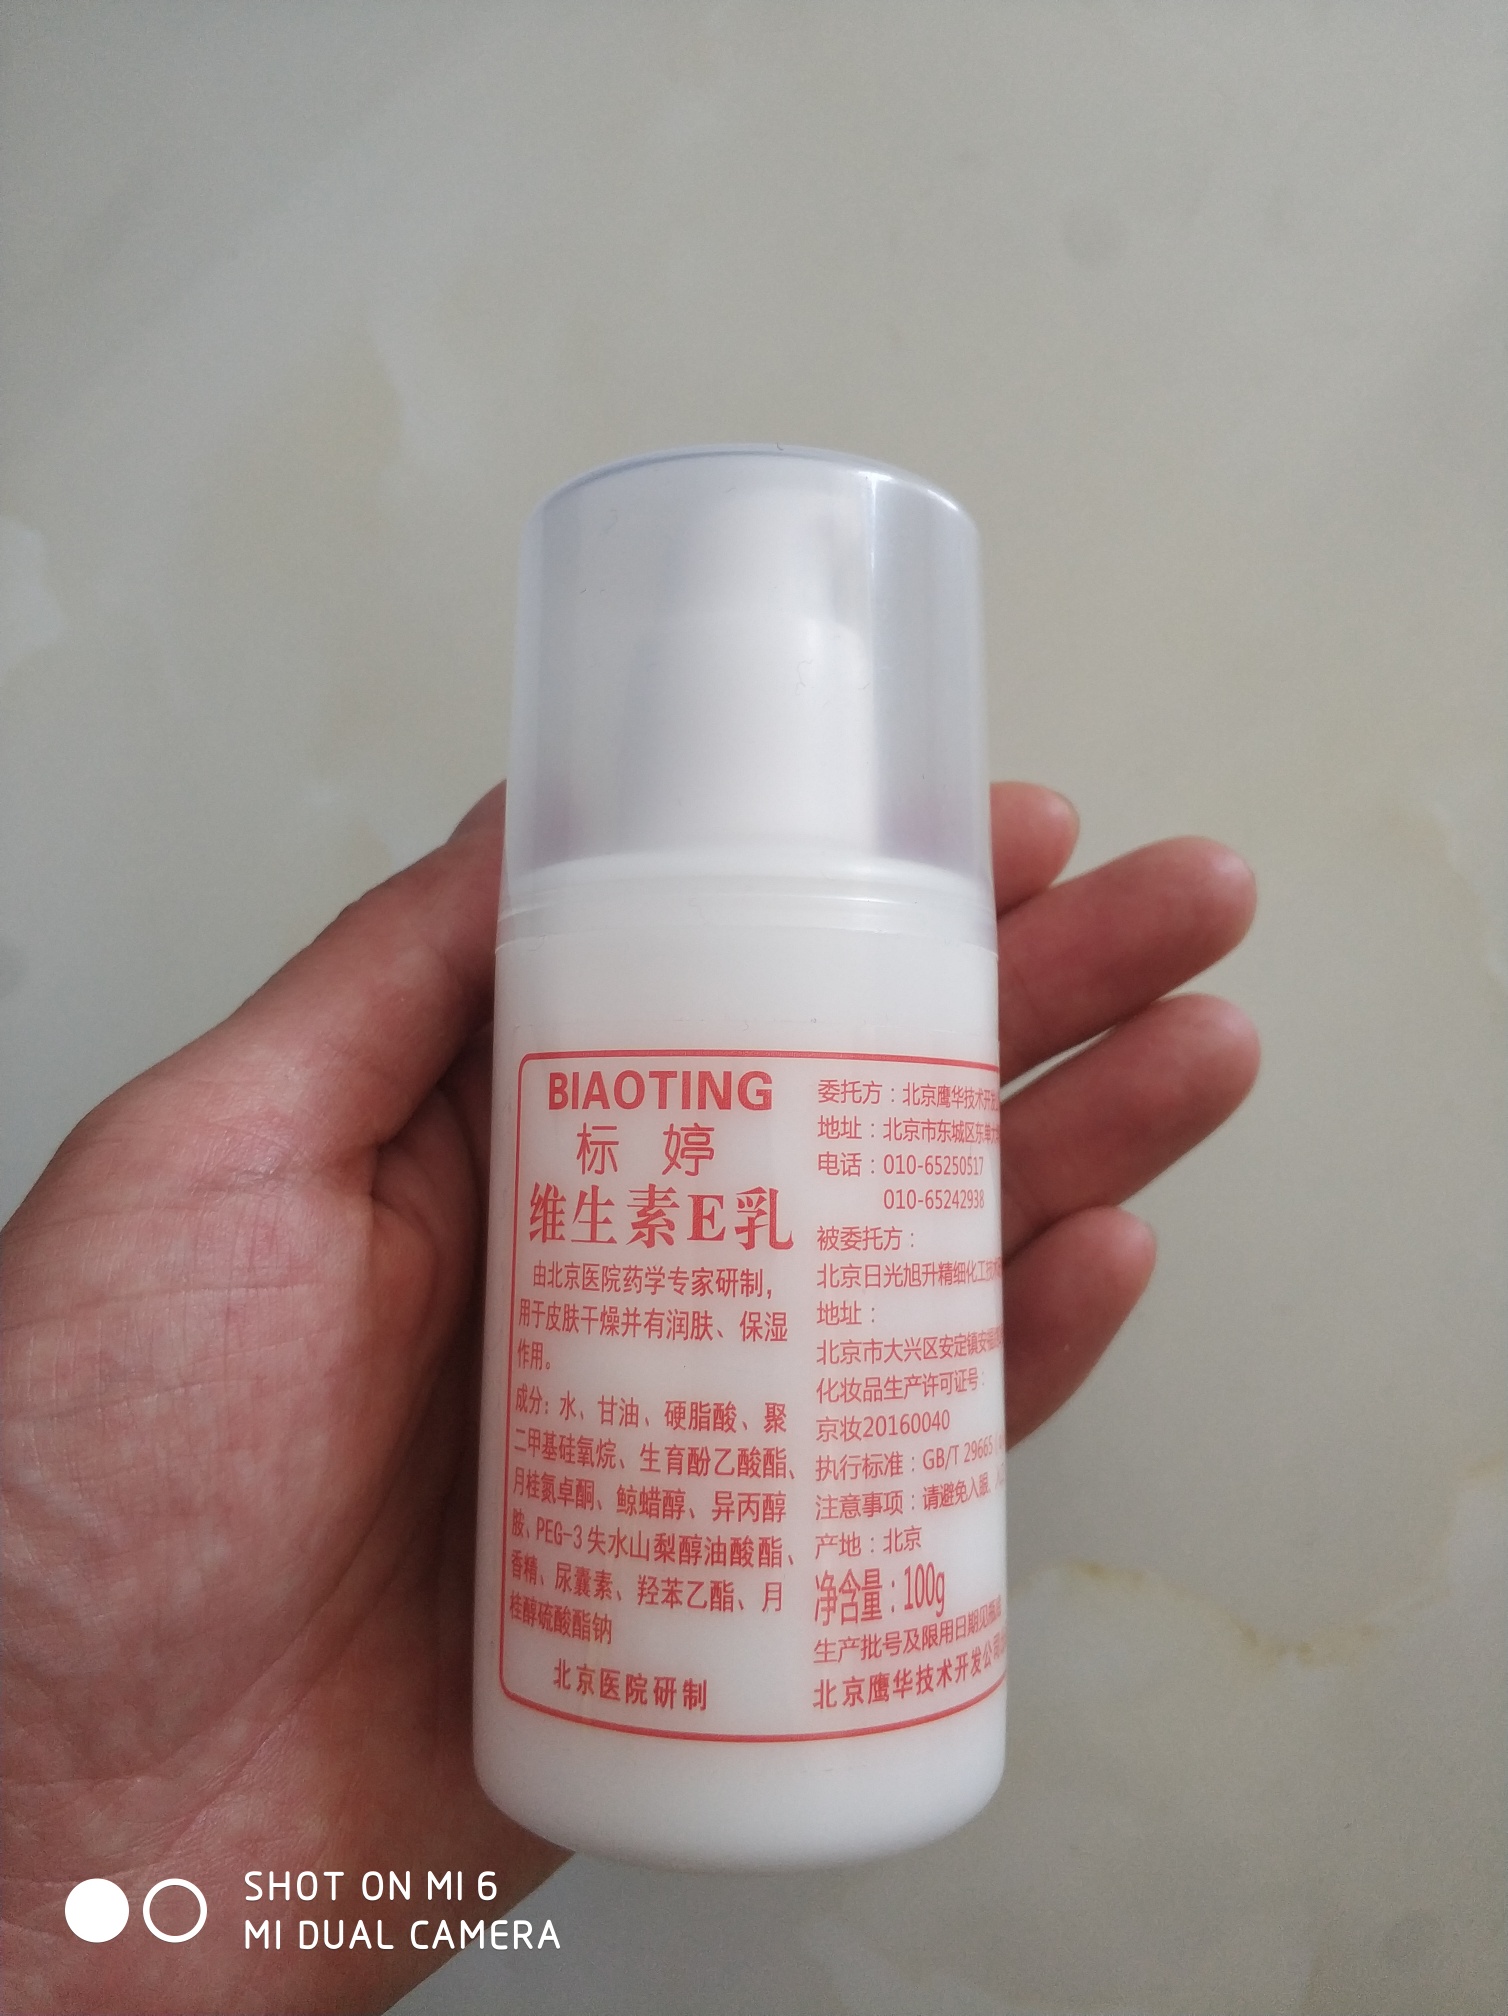 BIAOTING
标 婷
维生素E乳
由北京医院药学专家研制，
用于皮肤干燥并有润肤、保湿
作用。
成分：水、甘油、硬脂酸、聚
二甲基硅氧烷、生育酚乙酸酯、
月桂氮卓酮、鲸蜡醇、异丙醇
胺、PEG-3失水山梨醇油酸酯、
香精、尿囊素、羟苯乙酯、月
桂醇硫酸酯钠
北京医院研制
委托方：北京鹰华技术开发
地址：北京市东城区东单
电话：010-65250517
010-65242938
被委托方：
北京日光旭升精细化工
地址：
北京市大兴区安定镇安
化妆品生产许可证号：
京妆20160040
执行标准：GB/T 29665
注意事项：请避免入眼、
产地：北京
净含量：100g
生产批号及限用日期见瓶
北京鹰华技术开发公司
SHOT ON MI 6
MI DUAL CAMERA